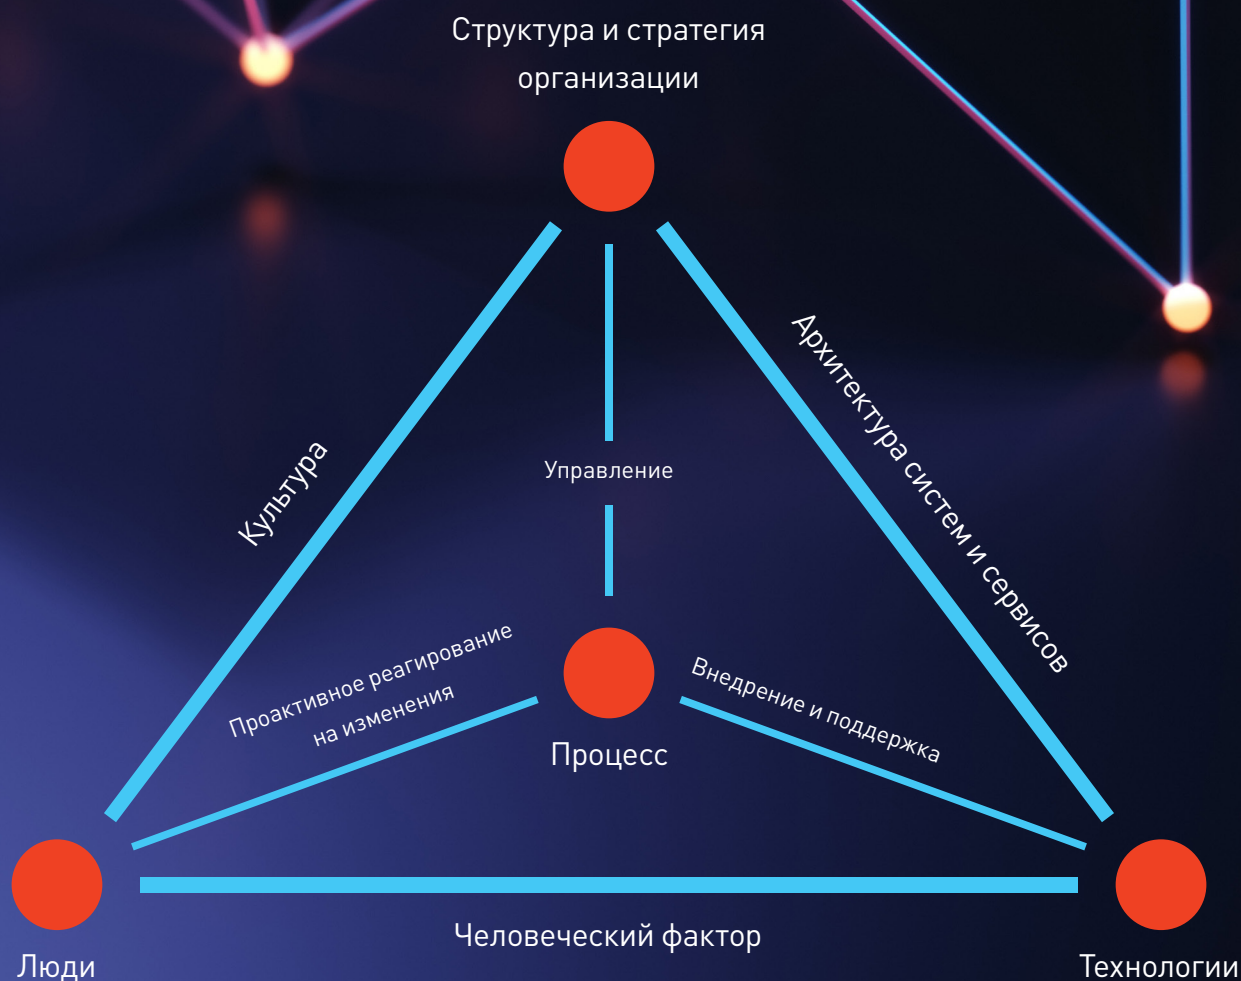 Структура и стратегия
организации
Архитектура систем и сервисов
Культура
Управление
Проактивное реагирование
на изменения
Внедрение и поддержка
Процесс
Человеческий фактор
Люди
Технологии